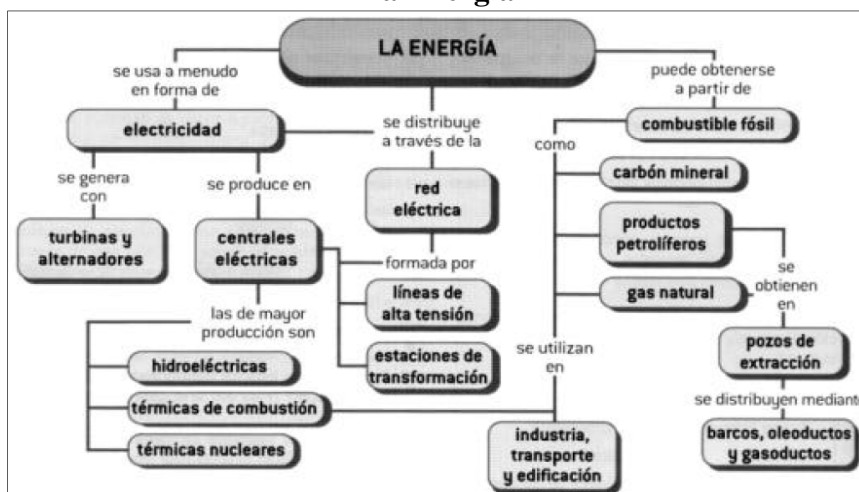 LA ENERGÍA
se usa a menudo
en forma de
electricidad
se genera
con
turbinas y
alternadores
se produce en
centrales
eléctricas
las de mayor
producción son
hidroeléctricas
térmicas de combustión
térmicas nucleares
se distribuye
a través de la
red
eléctrica
formada por
líneas de
alta tensión
estaciones de
transformación
puede obtenerse
a partir de
combustible fósil
como
carbón mineral
productos
petrolíferos
gas natural
se utilizan
en
industria,
transporte
y edificación
se
obtienen
en
pozos de
extracción
se distribuyen mediante
barcos, oleoductos
y gasoductos